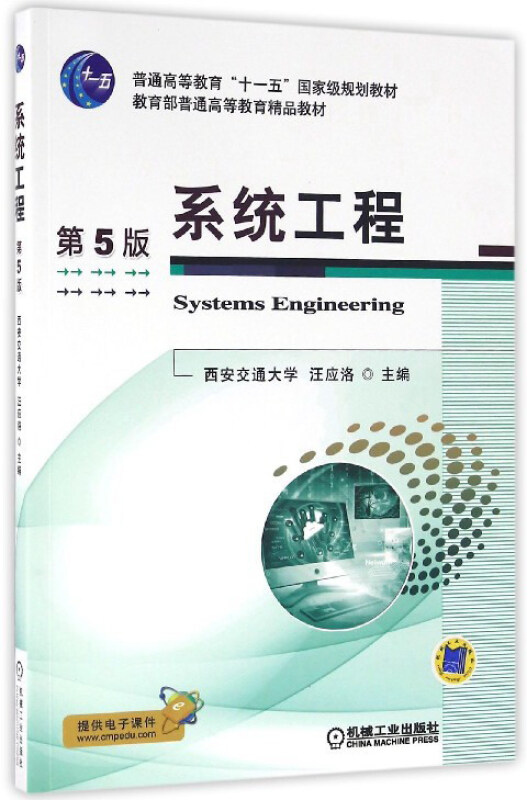 十一五
普通高等教育“十一五”国家级规划教材
教育部普通高等教育精品教材
系统工程
第5版
Systems Engineering
西安交通大学 汪应洛◎主编
提供电子课件
www.cmpedu.com
机械工业出版社
CHINA MACHINE PRESS
系统工程
第5版
西安交通大学 汪应洛◎主编
机械工业出版社